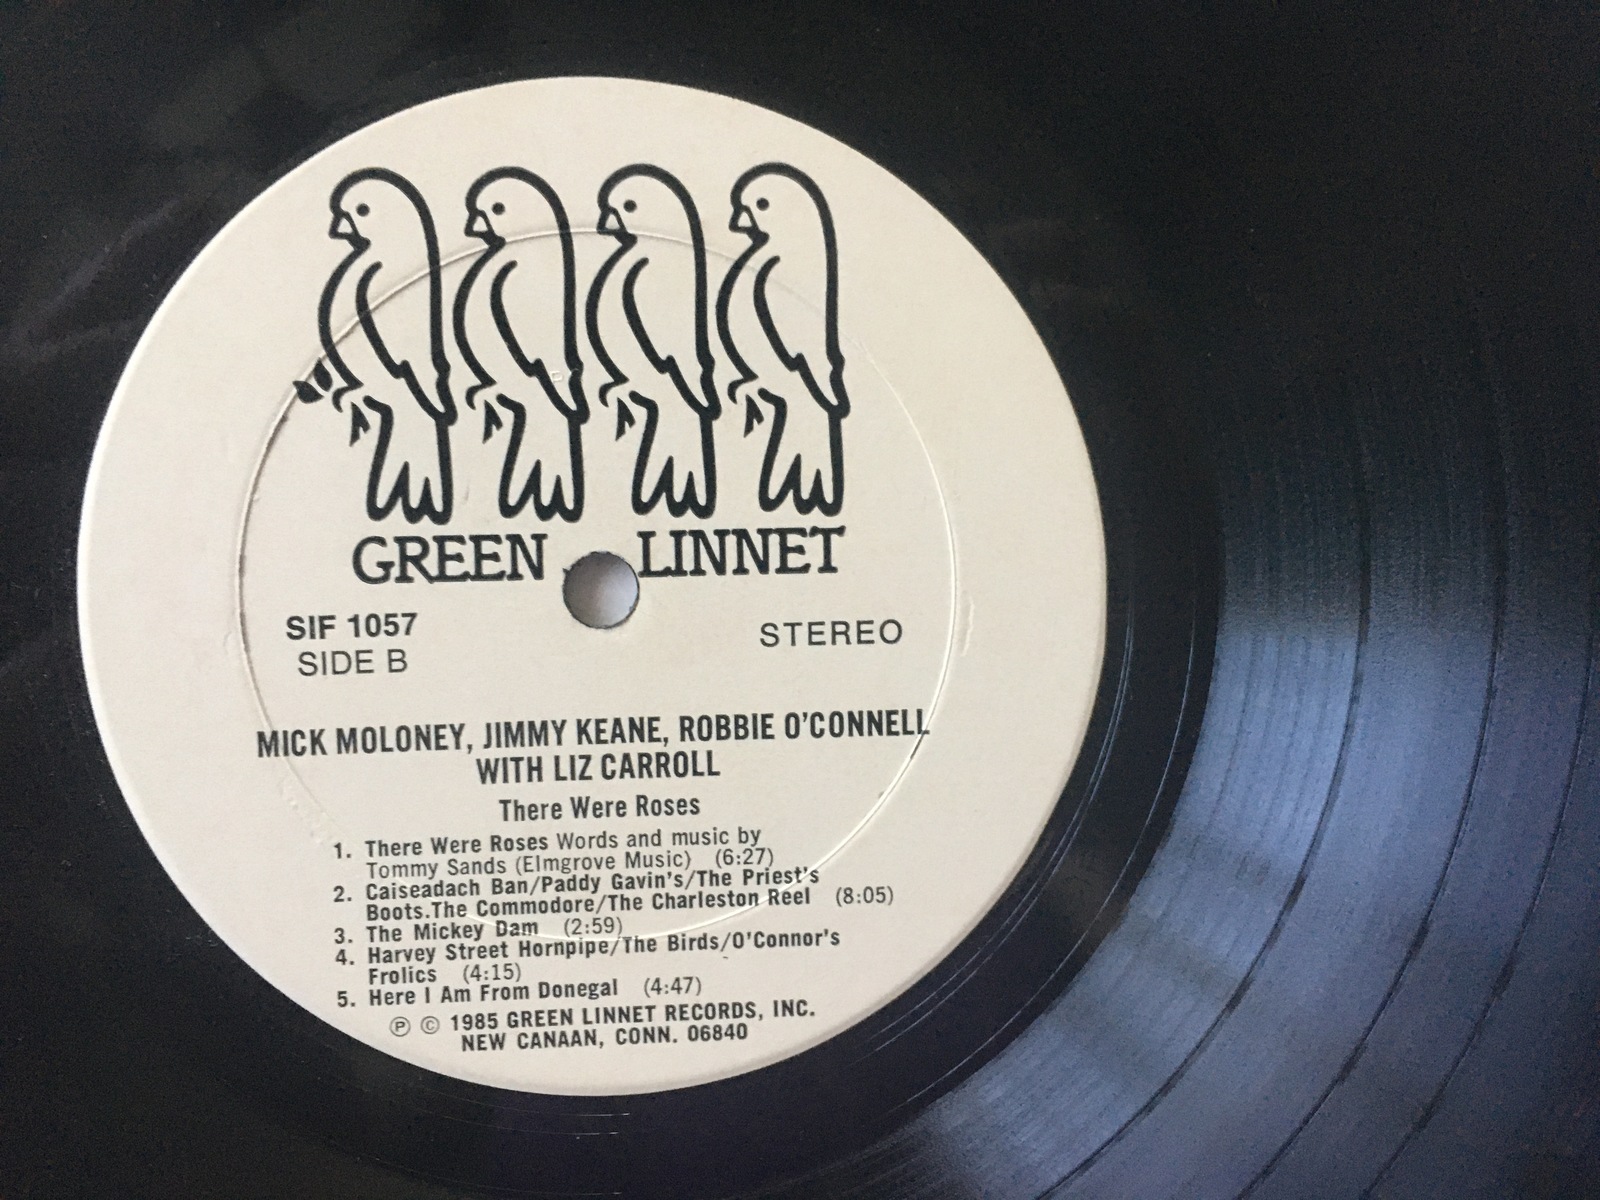 GREEN LINNET
SIF 1057
SIDE B
STEREO
MICK MOLONEY, JIMMY KEANE, ROBBIE O'CONNELL
WITH LIZ CARROLL
There Were Roses
1. There Were Roses Words and music by
Tommy Sands (Elmgrove Music) (6:27)
2. Caiseadach Ban/Paddy Gavin's/The Priest's
Boots.The Commodore/The Charleston Reel (8:05)
3. The Mickey Dam (2:59)
4. Harvey Street Hornpipe/The Birds/O'Connor's
Frolics (4:15)
5. Here I Am From Donegal (4:47)
℗ © 1985 GREEN LINNET RECORDS, INC.
NEW CANAAN, CONN. 06840